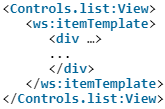 <Controls.list:View>
<ws:itemTemplate>
<div …>
...
</div>
<ws:itemTemplate>
</Controls.list:View>